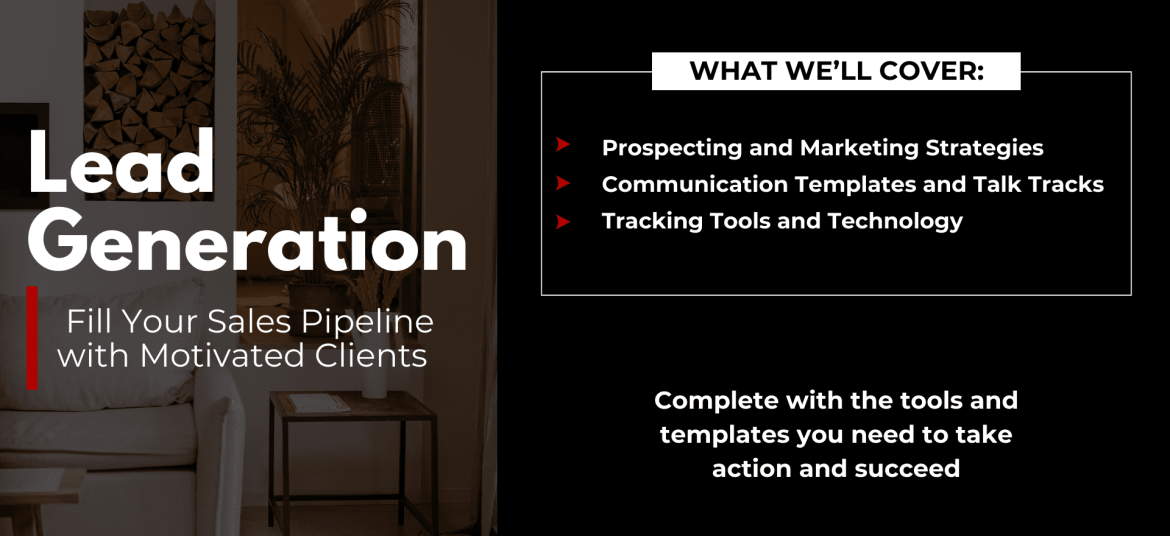 Lead
Generation
Fill Your Sales Pipeline
with Motivated Clients
WHAT WE'LL COVER:
Prospecting and Marketing Strategies
Communication Templates and Talk Tracks
Tracking Tools and Technology
Complete with the tools and
templates you need to take
action and succeed